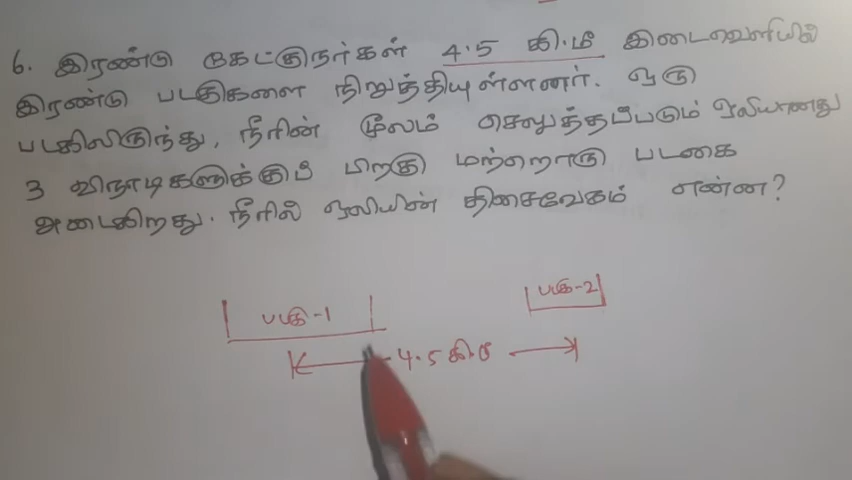 6. இரண்டு கேட்குநர்கள் 4.5 கி.மீ இடைவெளியில்
இரண்டு படகுகளை நிறுத்தியுள்ளனர். ஒரு
படகிலிருந்து, நீரின் மூலம் செலுத்தப்படும் ஒலியானது
3 விநாடிகளுக்குப் பிறகு மற்றொரு படகை
அடைகிறது. நீரில் ஒலியின் திசைவேகம் என்ன?
படகு-1 படகு-2
4.5 கி.மீ